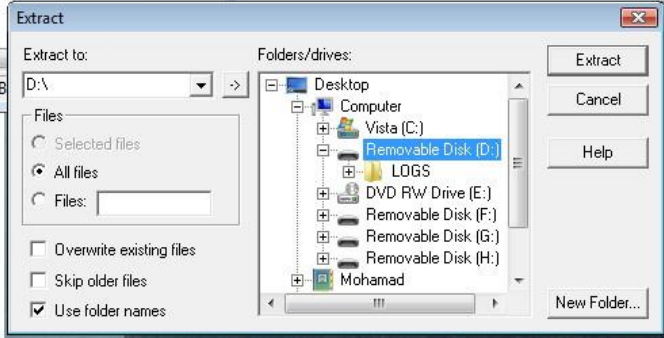 Extract
Extract to:
D:\
->
Files
Selected files
All files
Files:
Overwrite existing files
Skip older files
Use folder names
Folders/drives:
Desktop
Computer
Vista (C:)
Removable Disk (D:)
LOGS
DVD RW Drive (E:)
Removable Disk (F:)
Removable Disk (G:)
Removable Disk (H:)
Mohamad
Extract
Cancel
Help
New Folder...
B